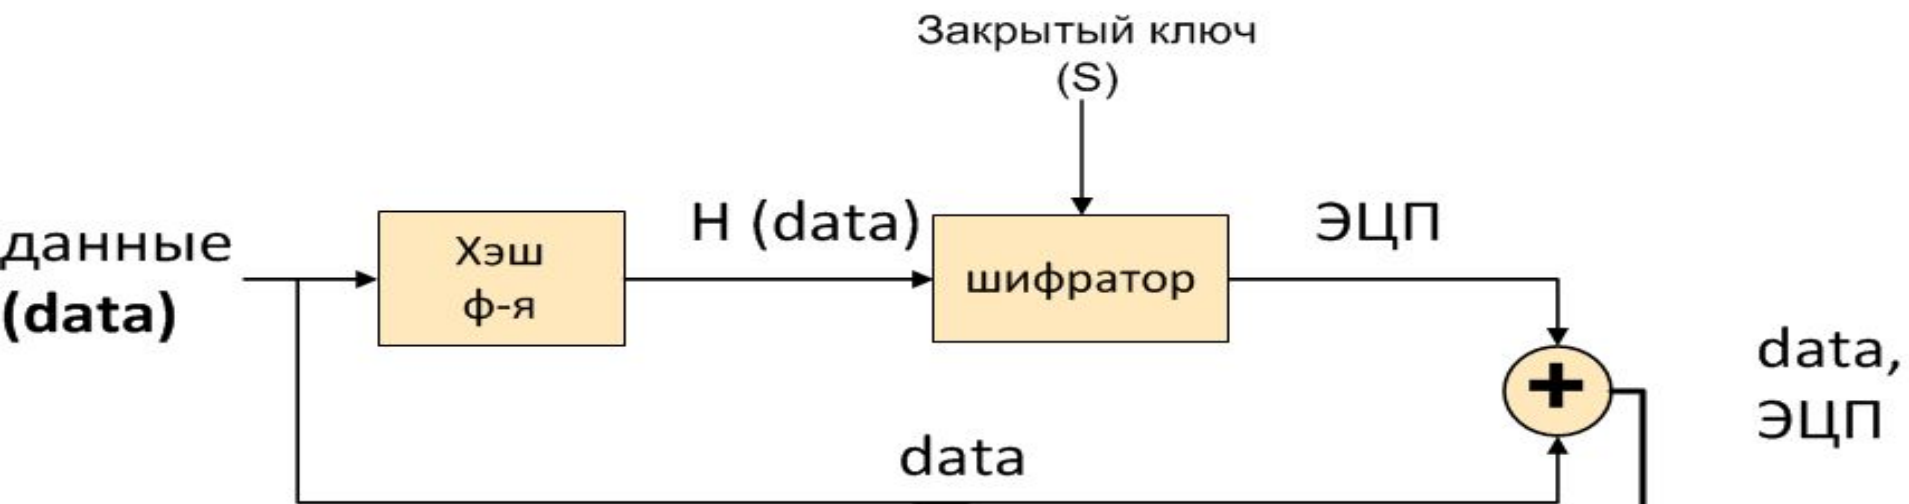 Закрытый ключ
(S)
данные
(data)
Хэш
ф-я
H (data)
шифратор
ЭЦП
data
data,
ЭЦП